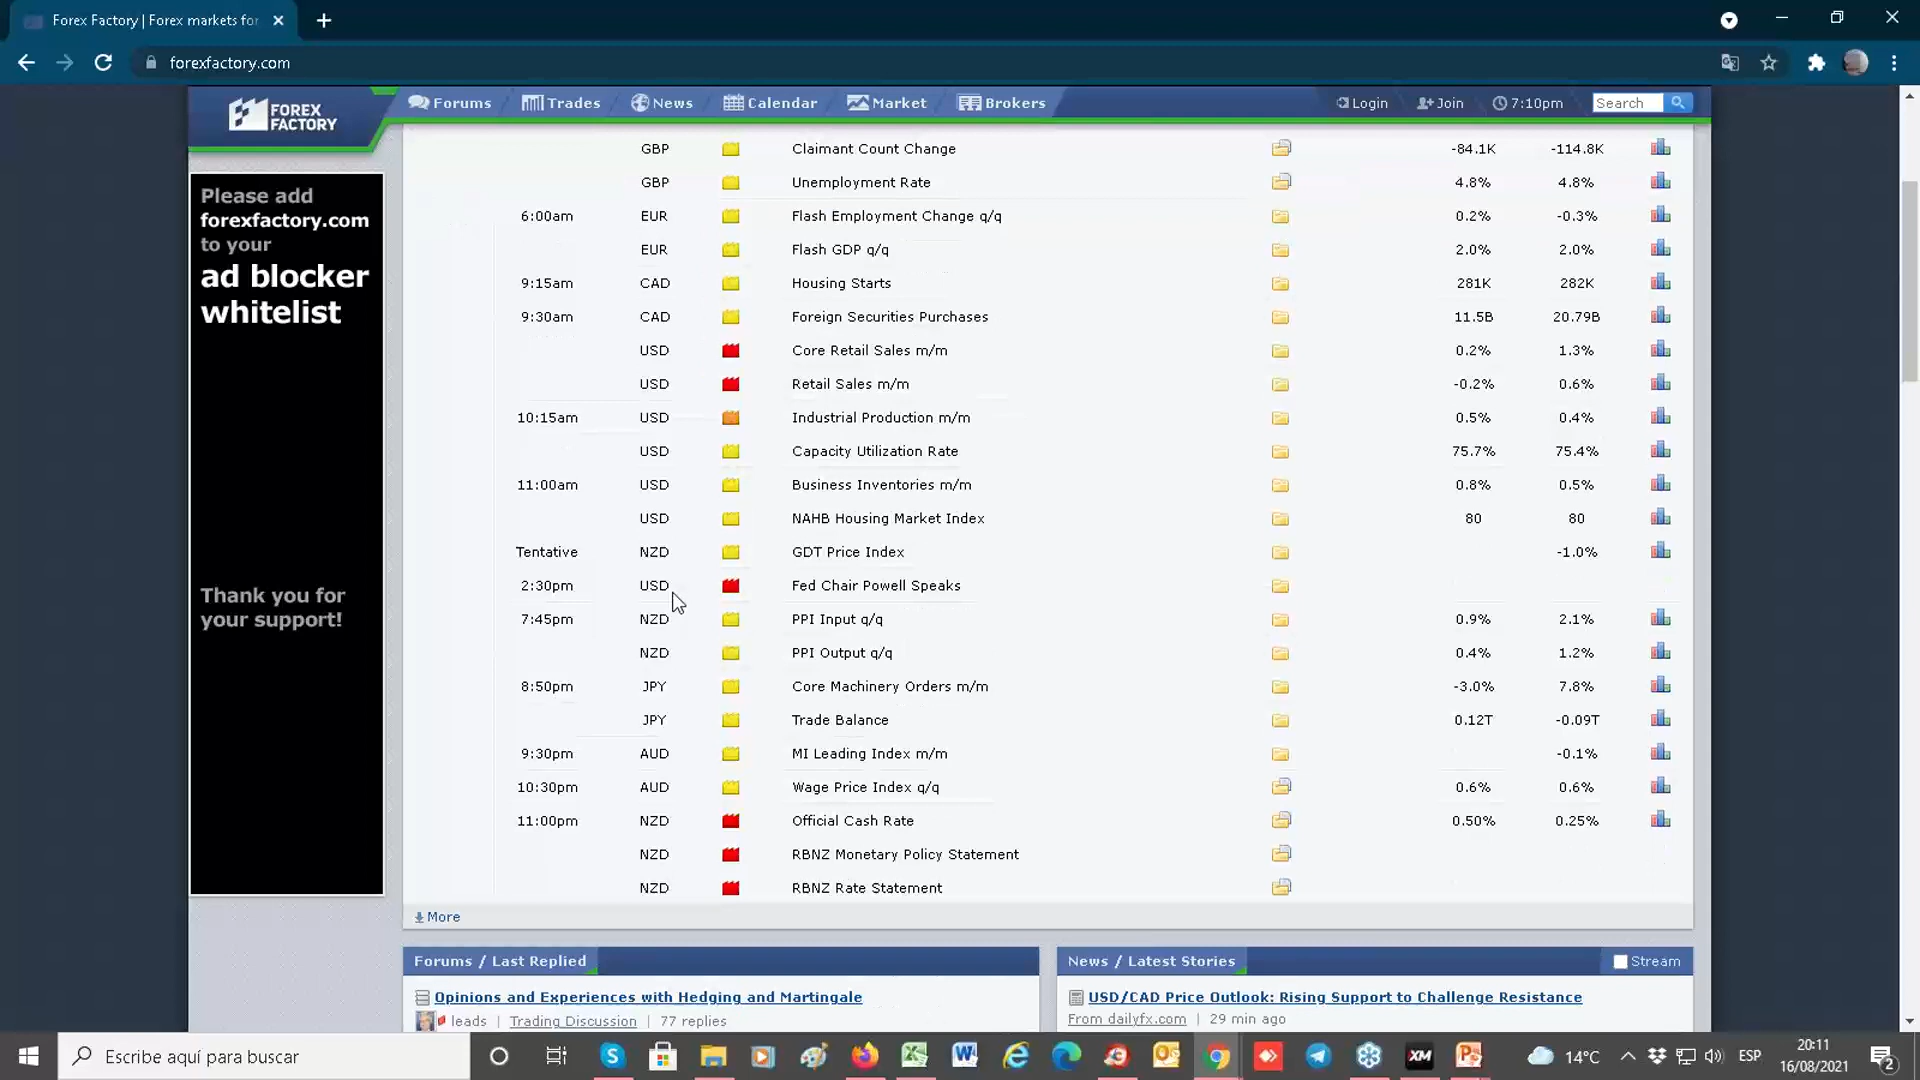 Forex Factory | Forex markets for
forexfactory.com
FOREX
FACTORY
Forums Trades News Calendar Market Brokers Login Join 7:10pm Search
Please add
forexfactory.com
to your
ad blocker
whitelist
Thank you for
your support!
GBP Claimant Count Change -84.1K -114.8K
GBP Unemployment Rate 4.8% 4.8%
6:00am EUR Flash Employment Change q/q 0.2% -0.3%
EUR Flash GDP q/q 2.0% 2.0%
9:15am CAD Housing Starts 281K 282K
9:30am CAD Foreign Securities Purchases 11.5B 20.79B
USD Core Retail Sales m/m 0.2% 1.3%
USD Retail Sales m/m -0.2% 0.6%
10:15am USD Industrial Production m/m 0.5% 0.4%
USD Capacity Utilization Rate 75.7% 75.4%
11:00am USD Business Inventories m/m 0.8% 0.5%
USD NAHB Housing Market Index 80 80
Tentative NZD GDT Price Index -1.0%
2:30pm USD Fed Chair Powell Speaks
7:45pm NZD PPI Input q/q 0.9% 2.1%
NZD PPI Output q/q 0.4% 1.2%
8:50pm JPY Core Machinery Orders m/m -3.0% 7.8%
JPY Trade Balance 0.12T -0.09T
9:30pm AUD MI Leading Index m/m -0.1%
10:30pm AUD Wage Price Index q/q 0.6% 0.6%
11:00pm NZD Official Cash Rate 0.50% 0.25%
NZD RBNZ Monetary Policy Statement
NZD RBNZ Rate Statement
More
Forums / Last Replied
Opinions and Experiences with Hedging and Martingale
leads | Trading Discussion | 77 replies
News / Latest Stories Stream
USD/CAD Price Outlook: Rising Support to Challenge Resistance
From dailyfx.com | 29 min ago
Escribe aquí para buscar
XM
14°C ESP 20:11
16/08/2021
2